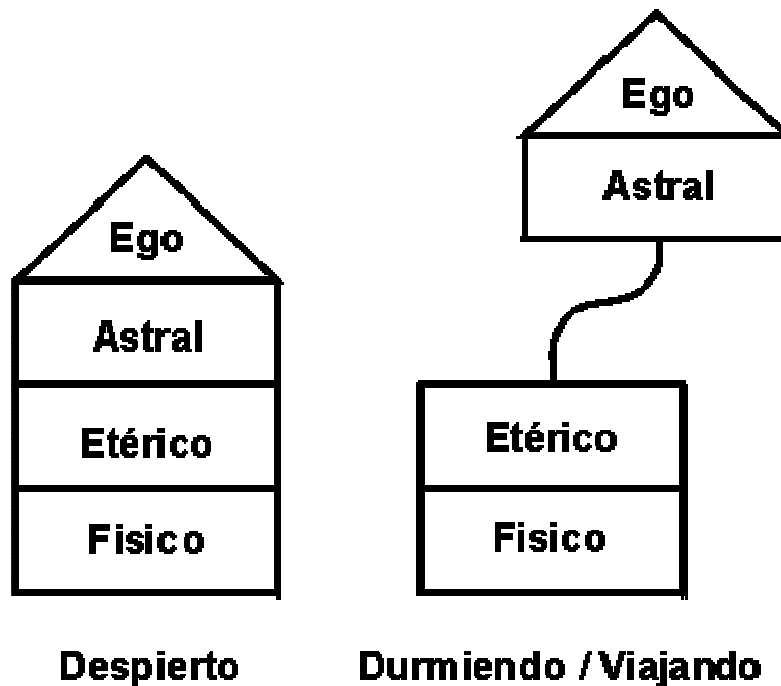 Ego
Astral
Etérico
Fisico
Despierto
Ego
Astral
Etérico
Fisico
Durmiendo / Viajando